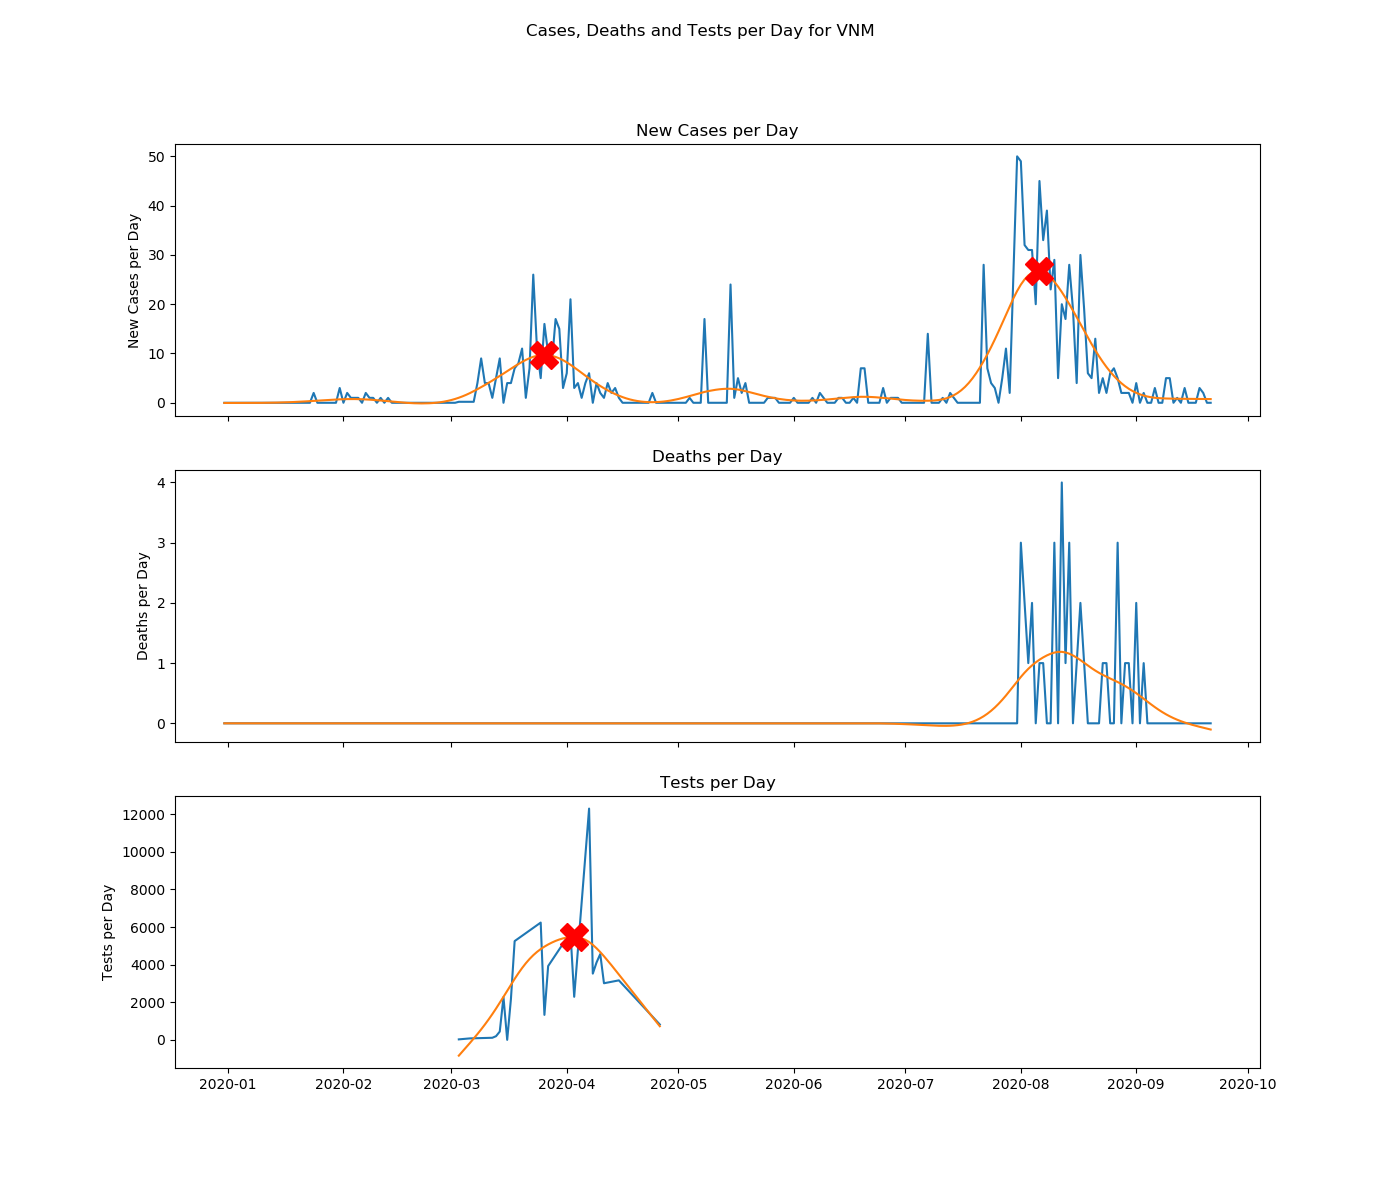 Cases, Deaths and Tests per Day for VNM
New Cases per Day
New Cases per Day
50
40
30
20
10
0
Deaths per Day
Deaths per Day
4
3
2
1
0
Tests per Day
Tests per Day
12000
10000
8000
6000
4000
2000
0
2020-01 2020-02 2020-03 2020-04 2020-05 2020-06 2020-07 2020-08 2020-09 2020-10